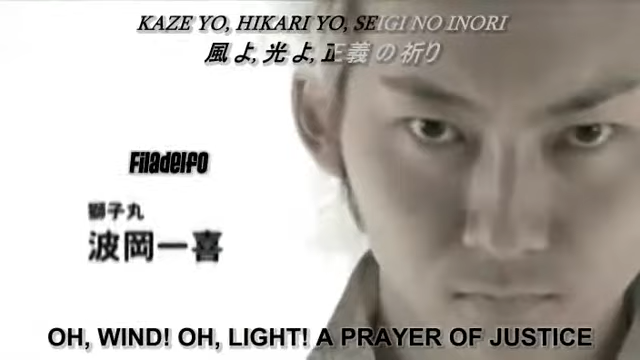 KAZE YO, HIKARI YO, SEIGI NO INORI
風よ, 光よ, 正義の祈り
Filadelfo
獅子丸
波岡一喜
OH, WIND! OH, LIGHT! A PRAYER OF JUSTICE